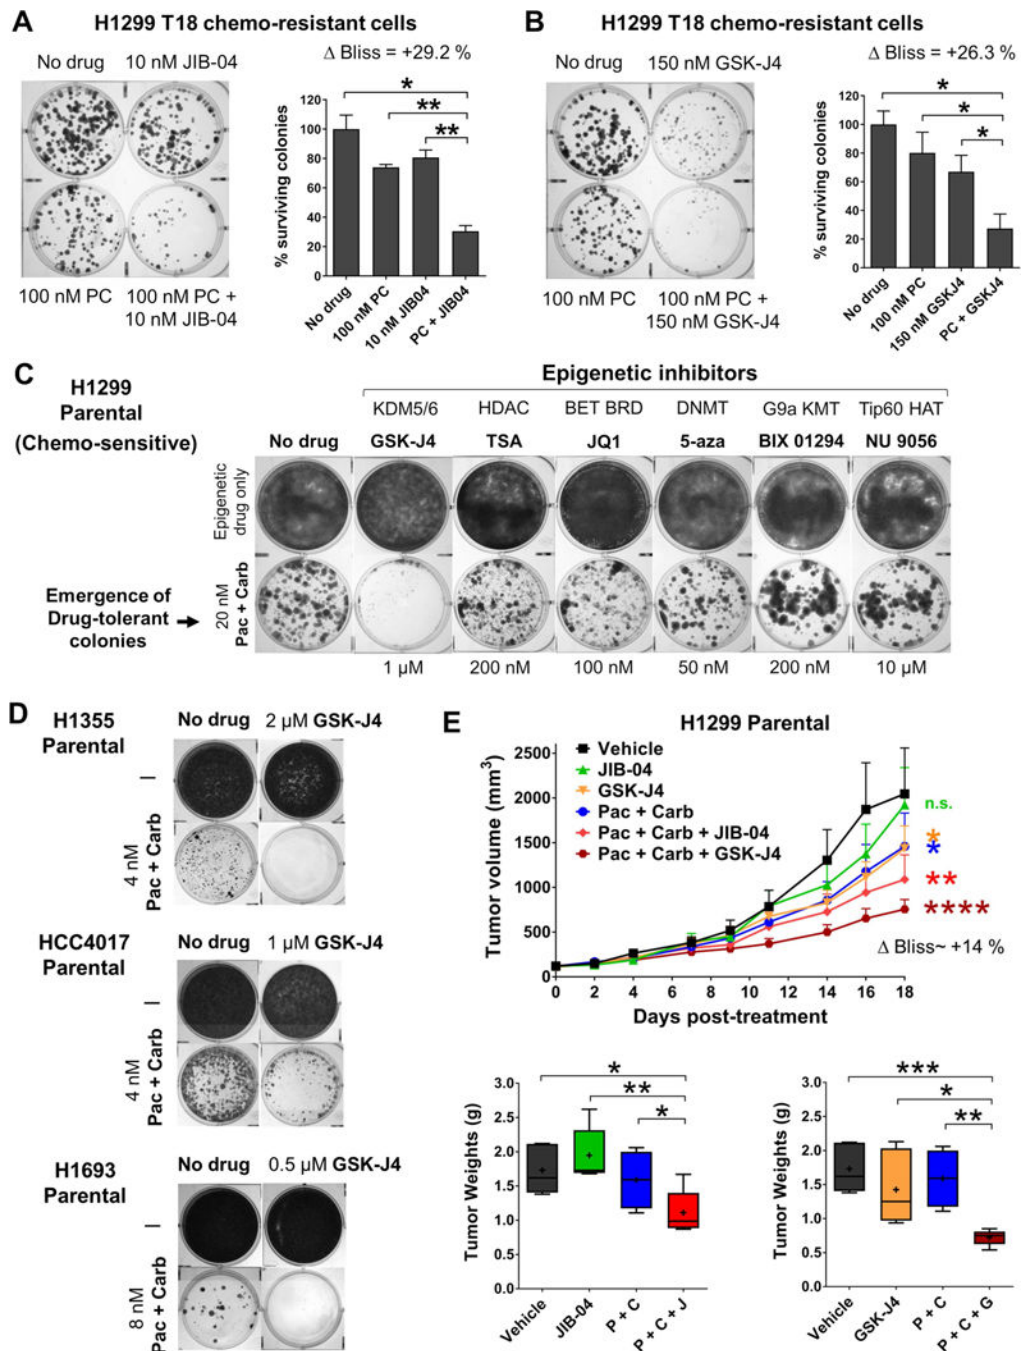 A
H1299 T18 chemo-resistant cells
No drug
10 nM JIB-04
100 nM PC
100 nM PC +
10 nM JIB-04
Δ Bliss = +29.2 %
*
**
**
% surviving colonies
120
100
80
60
40
20
0
No drug
100 nM PC
10 nM JIB04
PC + JIB04
B
H1299 T18 chemo-resistant cells
No drug
150 nM GSK-J4
100 nM PC
100 nM PC +
150 nM GSK-J4
Δ Bliss = +26.3 %
*
*
*
% surviving colonies
120
100
80
60
40
20
0
No drug
100 nM PC
150 nM GSKJ4
PC + GSKJ4
C
H1299
Parental
(Chemo-sensitive)
Epigenetic inhibitors
KDM5/6
HDAC
BET BRD
DNMT
G9a KMT
Tip60 HAT
No drug
GSK-J4
TSA
JQ1
5-aza
BIX 01294
NU 9056
Epigenetic
drug only
20 nM
Pac + Carb
Emergence of
Drug-tolerant
colonies
1 µM
200 nM
100 nM
50 nM
200 nM
10 µM
D
H1355
Parental
No drug
2 µM GSK-J4
–
4 nM
Pac + Carb
HCC4017
Parental
No drug
1 µM GSK-J4
–
4 nM
Pac + Carb
H1693
Parental
No drug
0.5 µM GSK-J4
–
8 nM
Pac + Carb
E
H1299 Parental
Vehicle
JIB-04
GSK-J4
Pac + Carb
Pac + Carb + JIB-04
Pac + Carb + GSK-J4
Tumor volume (mm³)
2500
2000
1500
1000
500
0
n.s.
*
*
**
****
Δ Bliss~ +14 %
0 2 4 6 8 10 12 14 16 18
Days post-treatment
*
**
*
Tumor Weights (g)
3.0
2.5
2.0
1.5
1.0
0.5
0.0
Vehicle
JIB-04
P + C
P + C + J
***
*
**
Tumor Weights (g)
3.0
2.5
2.0
1.5
1.0
0.5
0.0
Vehicle
GSK-J4
P + C
P + C + G